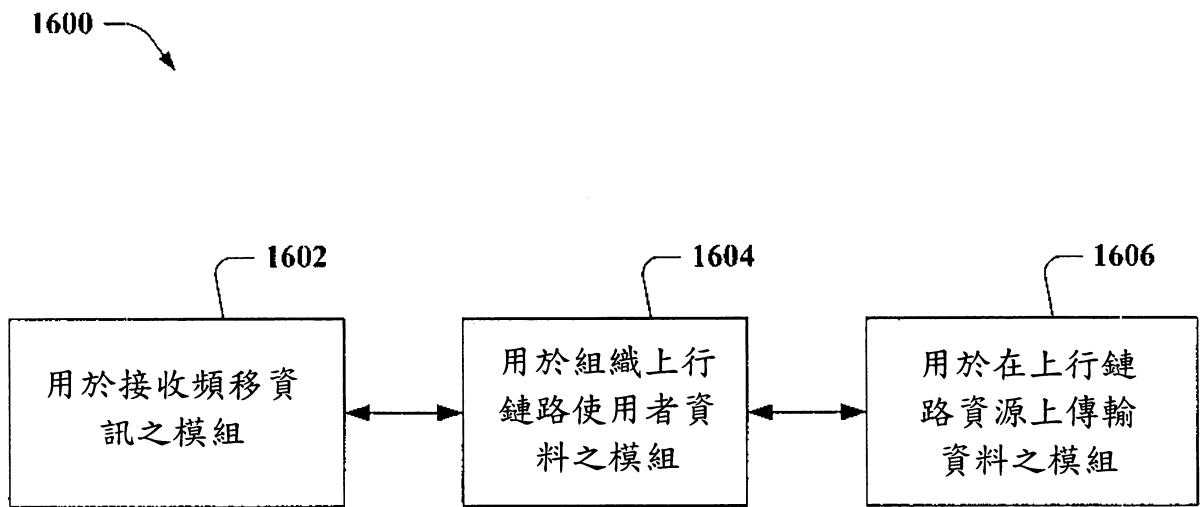 1600
1602
1604
1606
用於接收頻移資
訊之模組
用於組織上行
鏈路使用者資
料之模組
用於在上行鏈
路資源上傳輸
資料之模組